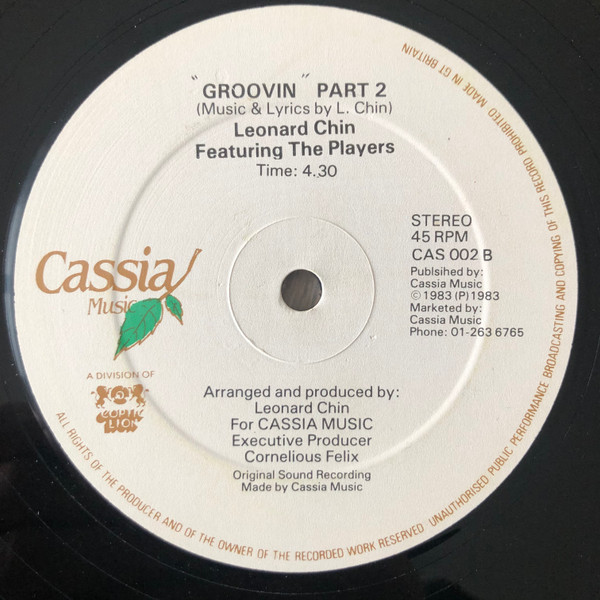 "GROOVIN" PART 2
(Music & Lyrics by L. Chin)
Leonard Chin
Featuring The Players
Time: 4.30
STEREO
45 RPM
CAS 002 B
Publsihed by:
Cassia Music
© 1983 (P) 1983
Marketed by:
Cassia Music
Phone: 01-263 6765
Cassia
Music
A DIVISION OF
COPTIC
LION
Arranged and produced by:
Leonard Chin
For CASSIA MUSIC
Executive Producer
Cornelious Felix
Original Sound Recording
Made by Cassia Music
ALL RIGHTS OF THE PRODUCER AND OF THE OWNER OF THE RECORDED WORK RESERVED UNAUTHORISED PUBLIC PERFORMANCE BROADCASTING AND COPYING OF THIS RECORD PROHIBITED MADE IN GT BRITAIN